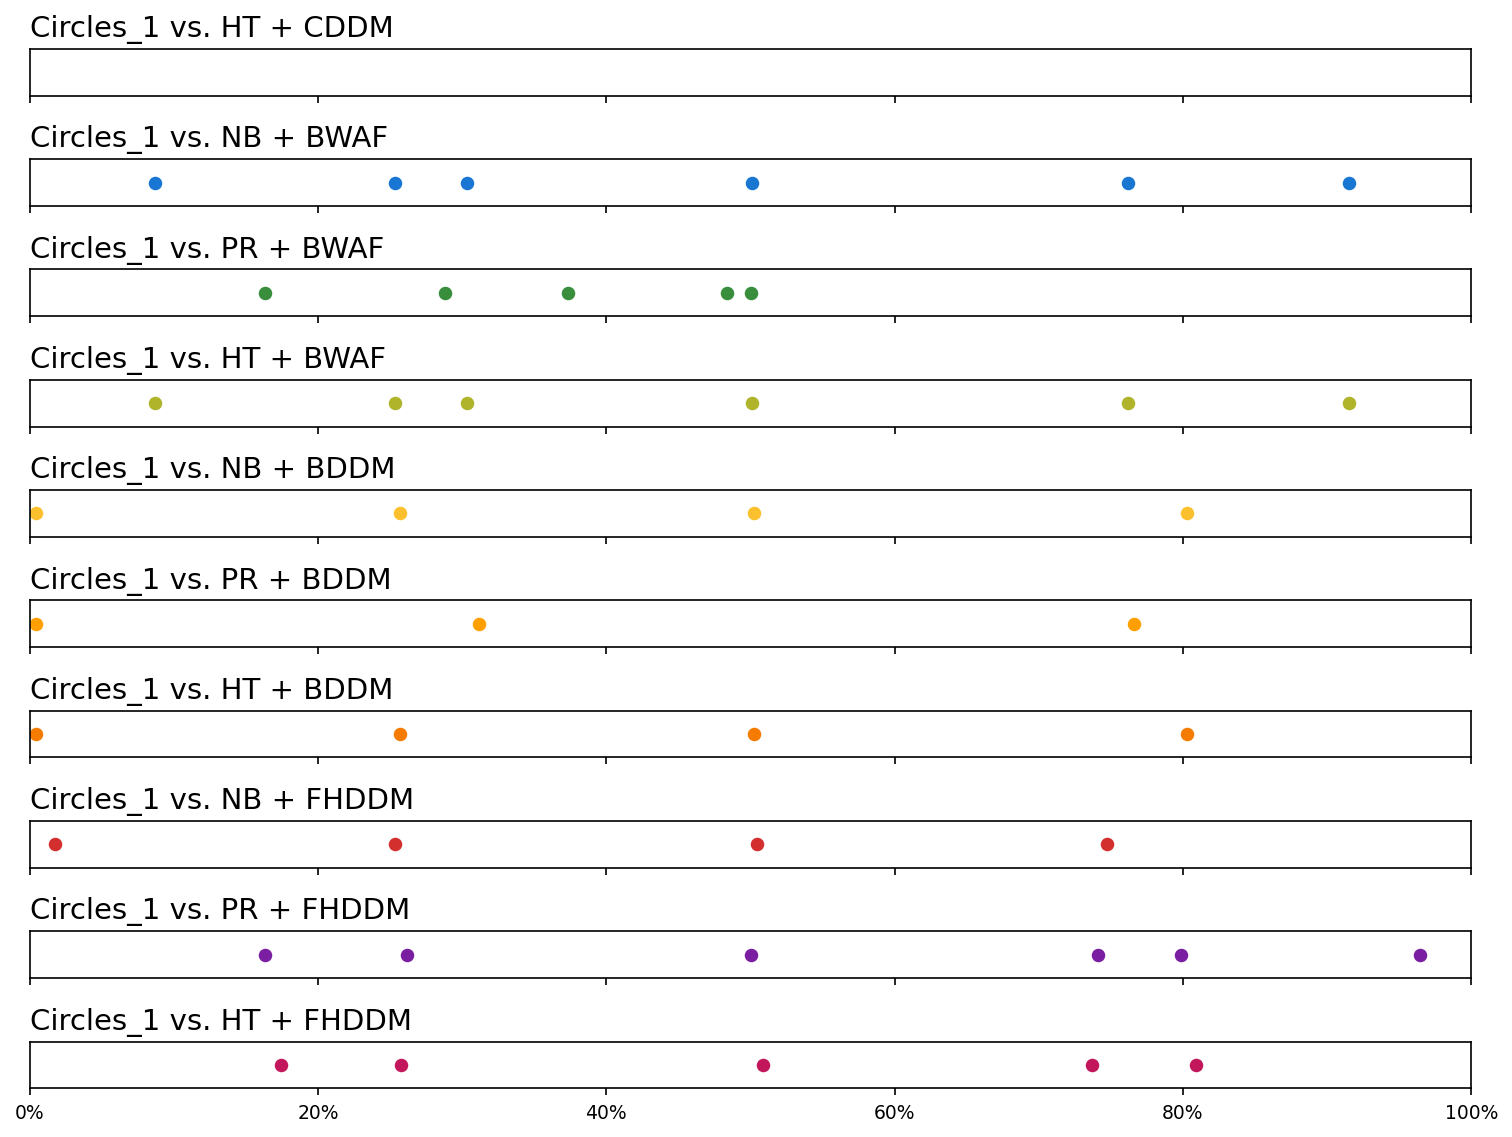 Circles_1 vs. HT + CDDM
Circles_1 vs. NB + BWAF
Circles_1 vs. PR + BWAF
Circles_1 vs. HT + BWAF
Circles_1 vs. NB + BDDM
Circles_1 vs. PR + BDDM
Circles_1 vs. HT + BDDM
Circles_1 vs. NB + FHDDM
Circles_1 vs. PR + FHDDM
Circles_1 vs. HT + FHDDM
0% 20% 40% 60% 80% 100%